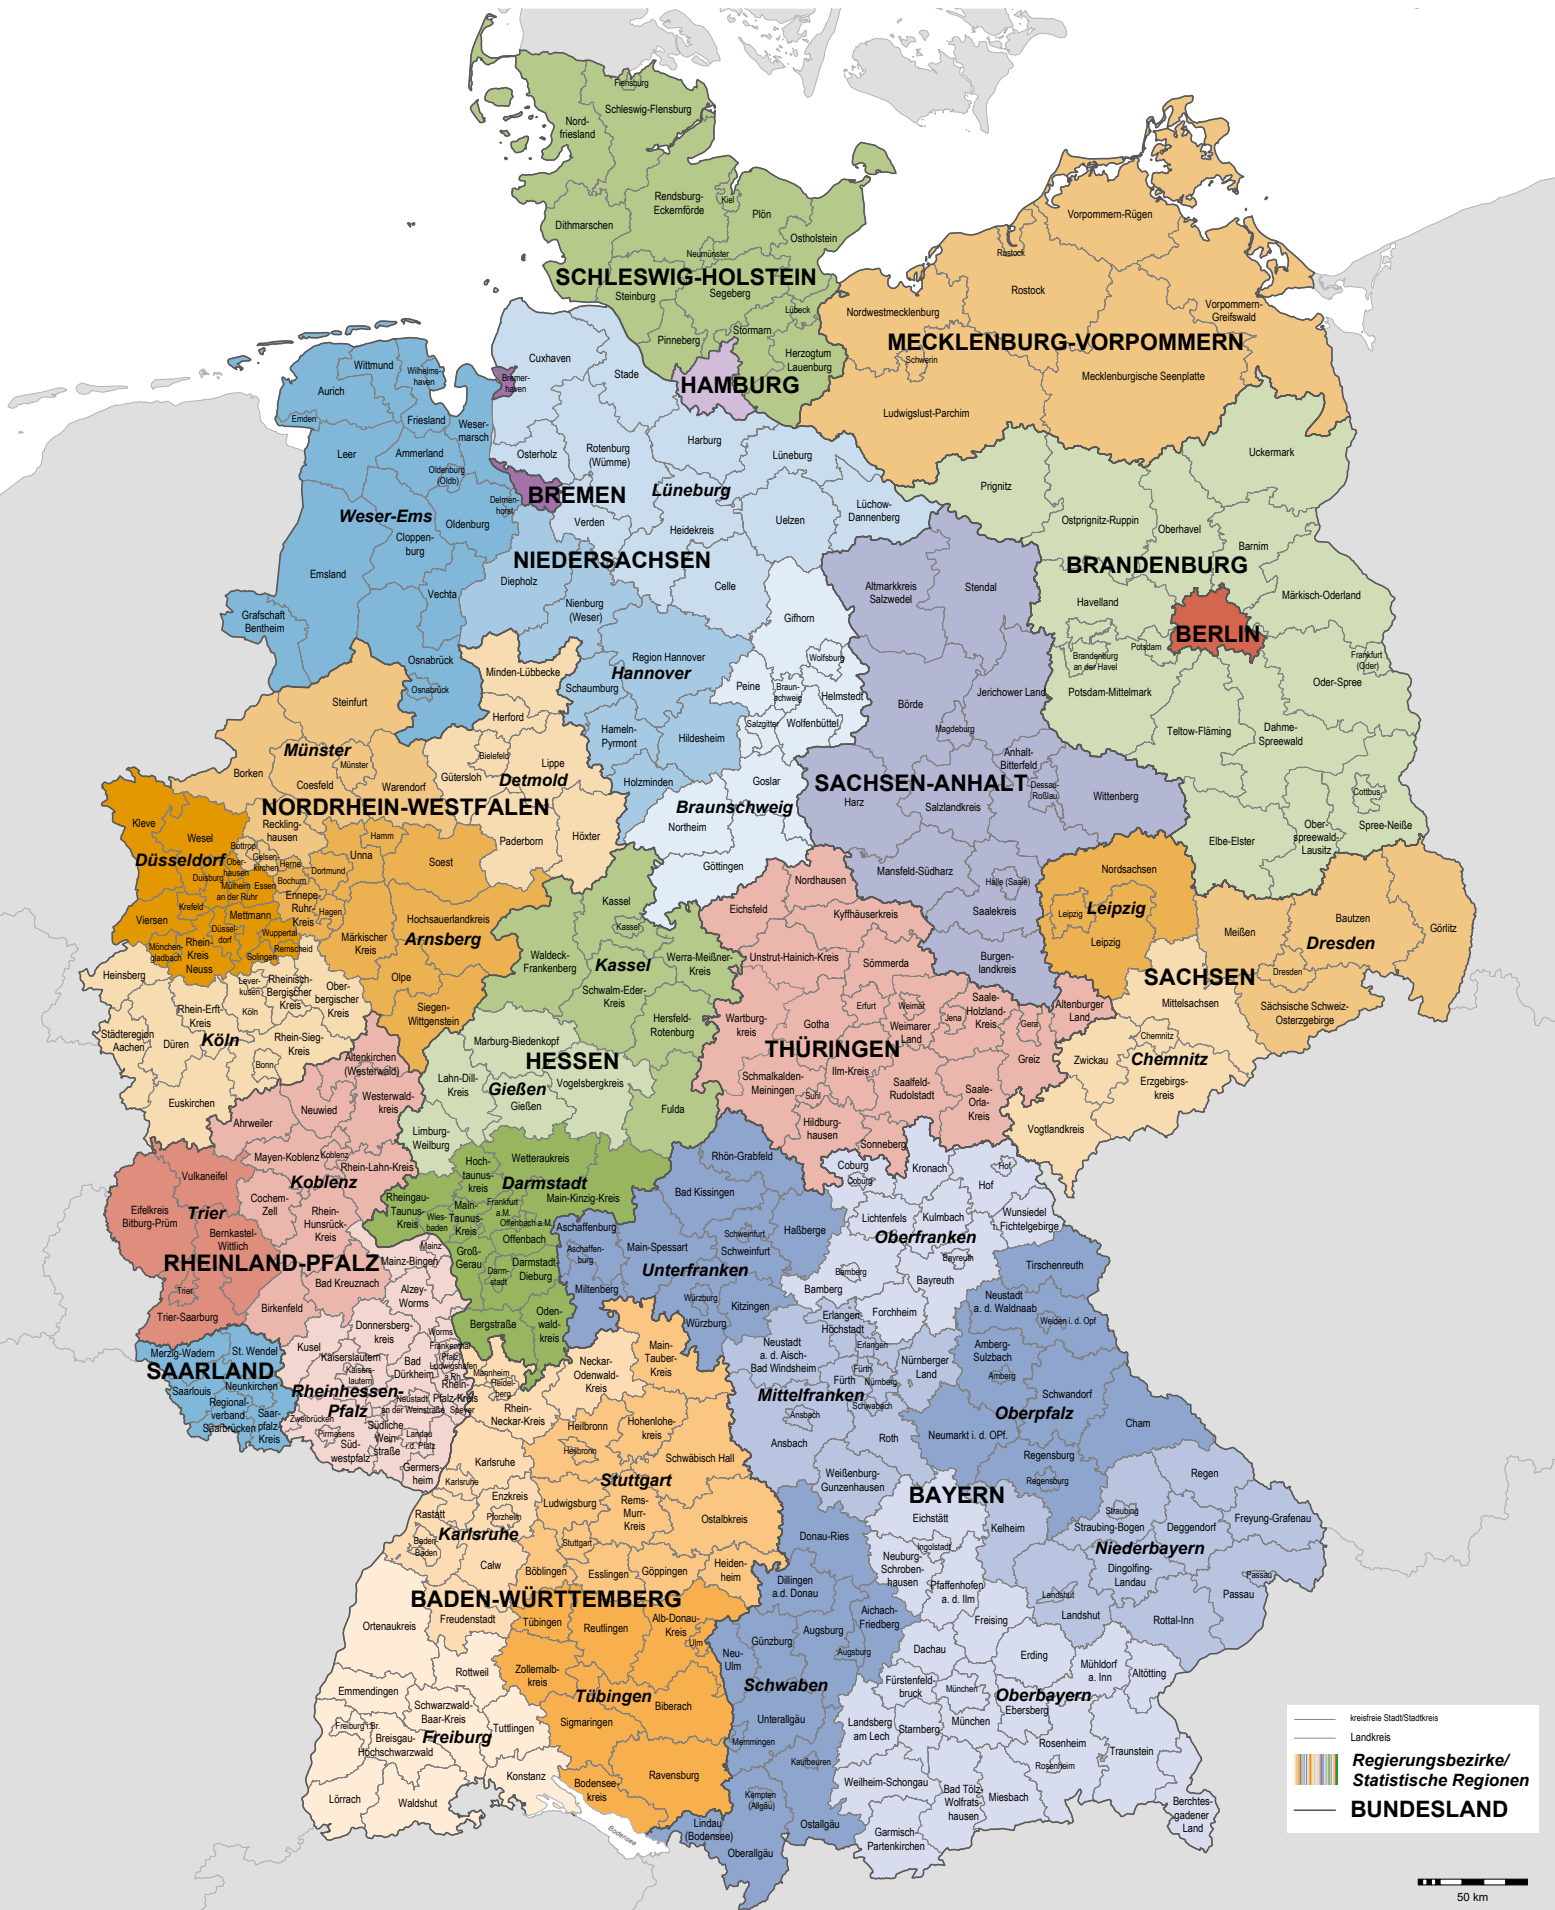 Flensburg
Schleswig-Flensburg
Nord-
friesland
Rendsburg-
Eckernförde
Kiel
Plön
Dithmarschen
Ostholstein
Neumünster
SCHLESWIG-HOLSTEIN
Steinburg
Segeberg
Lübeck
Stormarn
Pinneberg
Herzogtum
Lauenburg
HAMBURG
Vorpommern-Rügen
Rostock
Rostock
Nordwestmecklenburg
Vorpommern-
Greifswald
MECKLENBURG-VORPOMMERN
Schwerin
Mecklenburgische Seenplatte
Ludwigslust-Parchim
Wittmund
Wilhelms-
haven
Aurich
Emden
Friesland
Weser-
marsch
Leer
Ammerland
Oldenburg
(Oldb)
Delmen-
horst
Weser-Ems
Oldenburg
Cloppen-
burg
Emsland
Vechta
Grafschaft
Bentheim
Osnabrück
Osnabrück
Cuxhaven
Bremer-
haven
Stade
Osterholz
Rotenburg
(Wümme)
Harburg
Lüneburg
BREMEN
Lüneburg
Verden
Heidekreis
Uelzen
Lüchow-
Dannenberg
NIEDERSACHSEN
Celle
Diepholz
Nienburg
(Weser)
Gifhorn
Region Hannover
Hannover
Wolfsburg
Schaumburg
Peine
Braun-
schweig
Helmstedt
Salzgitter
Wolfenbüttel
Hameln-
Pyrmont
Hildesheim
Holzminden
Goslar
Braunschweig
Northeim
Göttingen
Prignitz
Uckermark
Ostprignitz-Ruppin
Oberhavel
Barnim
BRANDENBURG
Havelland
Märkisch-Oderland
BERLIN
Brandenburg
an der Havel
Potsdam
Frankfurt
(Oder)
Potsdam-Mittelmark
Oder-Spree
Teltow-Fläming
Dahme-
Spreewald
Cottbus
Elbe-Elster
Ober-
spreewald-
Lausitz
Spree-Neiße
Altmarkkreis
Salzwedel
Stendal
Börde
Jerichower Land
Magdeburg
Anhalt-
Bitterfeld
SACHSEN-ANHALT
Dessau-
Roßlau
Wittenberg
Harz
Salzlandkreis
Mansfeld-Südharz
Halle (Saale)
Saalekreis
Burgen-
landkreis
Minden-Lübbecke
Steinfurt
Herford
Münster
Münster
Bielefeld
Lippe
Borken
Coesfeld
Warendorf
Gütersloh
Detmold
NORDRHEIN-WESTFALEN
Kleve
Wesel
Reckling-
hausen
Hamm
Paderborn
Höxter
Bottrop
Düsseldorf
Ober-
hausen
Gelsen-
kirchen
Herne
Unna
Soest
Duisburg
Mülheim
an der Ruhr
Essen
Bochum
Dortmund
Ennepe-
Ruhr-
Kreis
Hagen
Krefeld
Viersen
Mettmann
Düssel-
dorf
Wuppertal
Hochsauerlandkreis
Arnsberg
Märkischer
Kreis
Mönchen-
gladbach
Rhein-
Kreis
Neuss
Solingen
Remscheid
Olpe
Siegen-
Wittgenstein
Heinsberg
Lever-
kusen
Rheinisch-
Bergischer
Kreis
Ober-
bergischer
Kreis
Rhein-Erft-
Kreis
Köln
Städteregion
Aachen
Düren
Köln
Rhein-Sieg-
Kreis
Bonn
Euskirchen
Kassel
Kassel
Waldeck-
Frankenberg
Kassel
Werra-Meißner-
Kreis
Schwalm-Eder-
Kreis
Hersfeld-
Rotenburg
Marburg-Biedenkopf
HESSEN
Lahn-Dill-
Kreis
Gießen
Gießen
Vogelsbergkreis
Fulda
Limburg-
Weilburg
Hoch-
taunus-
kreis
Wetteraukreis
Darmstadt
Rheingau-
Taunus-
Kreis
Main-
Taunus-
Kreis
Main-Kinzig-Kreis
Frankfurt
a.M.
Wies-
baden
Offenbach a.M.
Offenbach
Groß-
Gerau
Darm-
stadt
Darmstadt-
Dieburg
Bergstraße
Oden-
wald-
kreis
Nordhausen
Eichsfeld
Kyffhäuserkreis
Unstrut-Hainich-Kreis
Sömmerda
Erfurt
Weimar
Wartburg-
kreis
Gotha
Weimarer
Land
Jena
Saale-
Holzland-
Kreis
Gera
Altenburger
Land
THÜRINGEN
Ilm-Kreis
Greiz
Schmalkalden-
Meiningen
Suhl
Saalfeld-
Rudolstadt
Saale-
Orla-
Kreis
Hildburg-
hausen
Sonneberg
Nordsachsen
Leipzig
Leipzig
Leipzig
Meißen
Bautzen
Dresden
Görlitz
SACHSEN
Dresden
Mittelsachsen
Sächsische Schweiz-
Osterzgebirge
Chemnitz
Chemnitz
Zwickau
Erzgebirgs-
kreis
Vogtlandkreis
Altenkirchen
(Westerwald)
Neuwied
Westerwald-
kreis
Ahrweiler
Mayen-Koblenz
Koblenz
Rhein-Lahn-Kreis
Koblenz
Vulkaneifel
Eifelkreis
Bitburg-Prüm
Trier
Cochem-
Zell
Rhein-
Hunsrück-
Kreis
Bernkastel-
Wittlich
RHEINLAND-PFALZ
Mainz
Mainz-Bingen
Bad Kreuznach
Trier
Trier-Saarburg
Birkenfeld
Alzey-
Worms
Donnersberg-
kreis
Worms
Kusel
Kaiserslautern
Kaisers-
lautern
Bad
Dürkheim
Frankenthal
(Pfalz)
Ludwigshafen
a.Rh.
Rhein-
Pfalz-Kreis
Rheinhessen-
Pfalz
Neustadt
an der Weinstraße
Speyer
Zweibrücken
Pirmasens
Süd-
westpfalz
Südliche
Wein-
straße
Landau
i.d. Pfalz
Germers-
heim
Merzig-Wadern
St. Wendel
SAARLAND
Saarlouis
Neunkirchen
Regional-
verband
Saarbrücken
Saar-
pfalz-
Kreis
Mannheim
Heidel-
berg
Neckar-
Odenwald-
Kreis
Main-
Tauber-
Kreis
Rhein-
Neckar-Kreis
Heilbronn
Heilbronn
Hohenlohe-
kreis
Schwäbisch Hall
Karlsruhe
Karlsruhe
Stuttgart
Enzkreis
Pforzheim
Ludwigsburg
Rems-
Murr-
Kreis
Ostalbkreis
Rastatt
Karlsruhe
Baden-
Baden
Stuttgart
Calw
Böblingen
Esslingen
Göppingen
Heiden-
heim
BADEN-WÜRTTEMBERG
Freudenstadt
Tübingen
Reutlingen
Alb-Donau-
Kreis
Ulm
Ortenaukreis
Rottweil
Zollernalb-
kreis
Tübingen
Emmendingen
Schwarzwald-
Baar-Kreis
Biberach
Freiburg i.Br.
Sigmaringen
Tuttlingen
Breisgau-
Hochschwarzwald
Freiburg
Konstanz
Bodensee-
kreis
Ravensburg
Lörrach
Waldshut
Bodensee
Rhön-Grabfeld
Bad Kissingen
Coburg
Coburg
Kronach
Hof
Hof
Aschaffenburg
Haßberge
Lichtenfels
Kulmbach
Wunsiedel
i. Fichtelgebirge
Aschaffen-
burg
Main-Spessart
Schweinfurt
Schweinfurt
Oberfranken
Unterfranken
Bamberg
Bamberg
Bayreuth
Bayreuth
Tirschenreuth
Miltenberg
Würzburg
Würzburg
Kitzingen
Forchheim
Neustadt
a. d. Waldnaab
Weiden i. d. Opf
Erlangen-
Höchstadt
Neustadt
a. d. Aisch-
Bad Windsheim
Erlangen
Nürnberger
Land
Fürth
Fürth
Nürnberg
Amberg-
Sulzbach
Amberg
Mittelfranken
Schwabach
Ansbach
Ansbach
Roth
Schwandorf
Oberpfalz
Cham
Neumarkt i. d. OPf.
Regensburg
Regensburg
Weißenburg-
Gunzenhausen
BAYERN
Eichstätt
Regen
Straubing
Straubing-Bogen
Deggendorf
Freyung-Grafenau
Kelheim
Donau-Ries
Ingolstadt
Neuburg-
Schroben-
hausen
Niederbayern
Dingolfing-
Landau
Passau
Passau
Dillingen
a.d. Donau
Pfaffenhofen
a. d. Ilm
Landshut
Landshut
Rottal-Inn
Aichach-
Friedberg
Freising
Günzburg
Augsburg
Augsburg
Dachau
Erding
Mühldorf
a. Inn
Altötting
Neu-
Ulm
Schwaben
Fürstenfeld-
bruck
München
Oberbayern
Ebersberg
Unterallgäu
Landsberg
am Lech
Starnberg
München
Memmingen
Rosenheim
Rosenheim
Traunstein
Kaufbeuren
Weilheim-Schongau
Kempten
(Allgäu)
Bad Tölz-
Wolfrats-
hausen
Miesbach
Berchtes-
gadener
Land
Ostallgäu
Lindau
(Bodensee)
Garmisch-
Partenkirchen
Oberallgäu
kreisfreie Stadt/Stadtkreis
Landkreis
Regierungsbezirke/
Statistische Regionen
BUNDESLAND
50 km